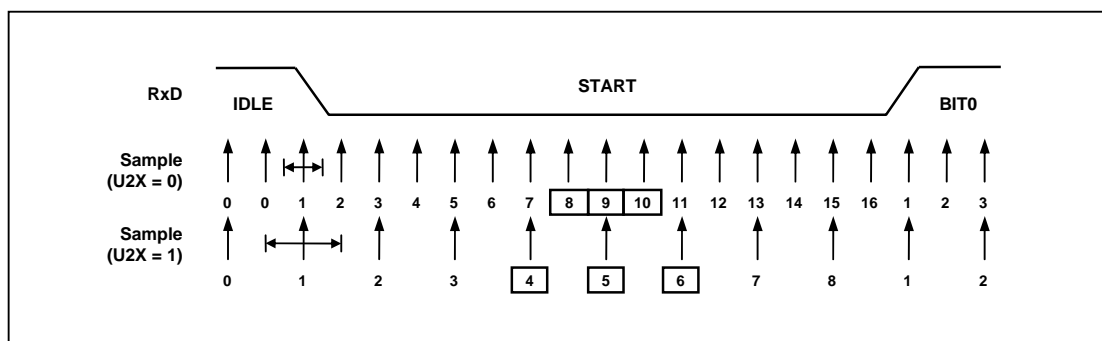 RxD
IDLE
START
BIT0
Sample
(U2X = 0)
0 0 1 2 3 4 5 6 7 8 9 10 11 12 13 14 15 16 1 2 3
Sample
(U2X = 1)
0 1 2 3 4 5 6 7 8 1 2